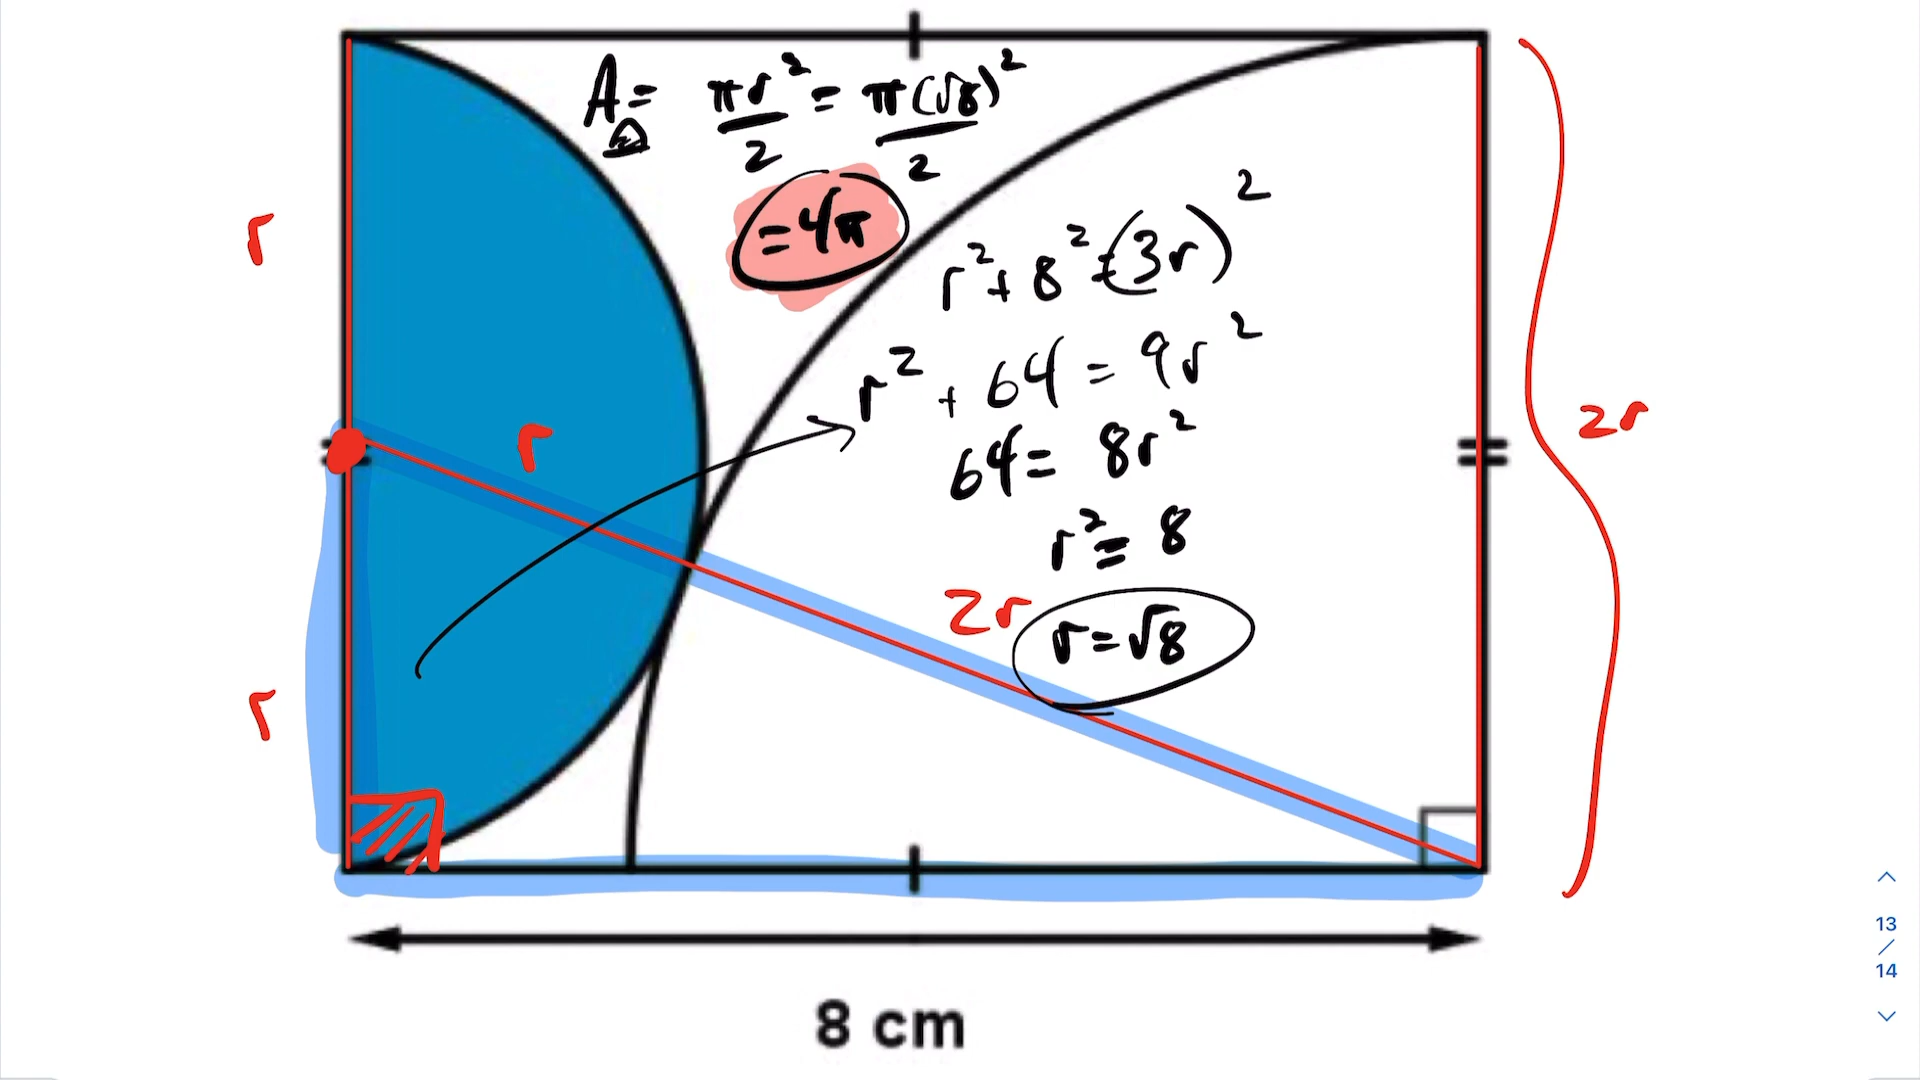 A = πr²/2 = π(√8)²/2
= 4π
r² + 8² = (3r)²
r² + 64 = 9r²
64 = 8r²
r² = 8
r = √8
r
r
r
2r
2r
8 cm
13
/
14